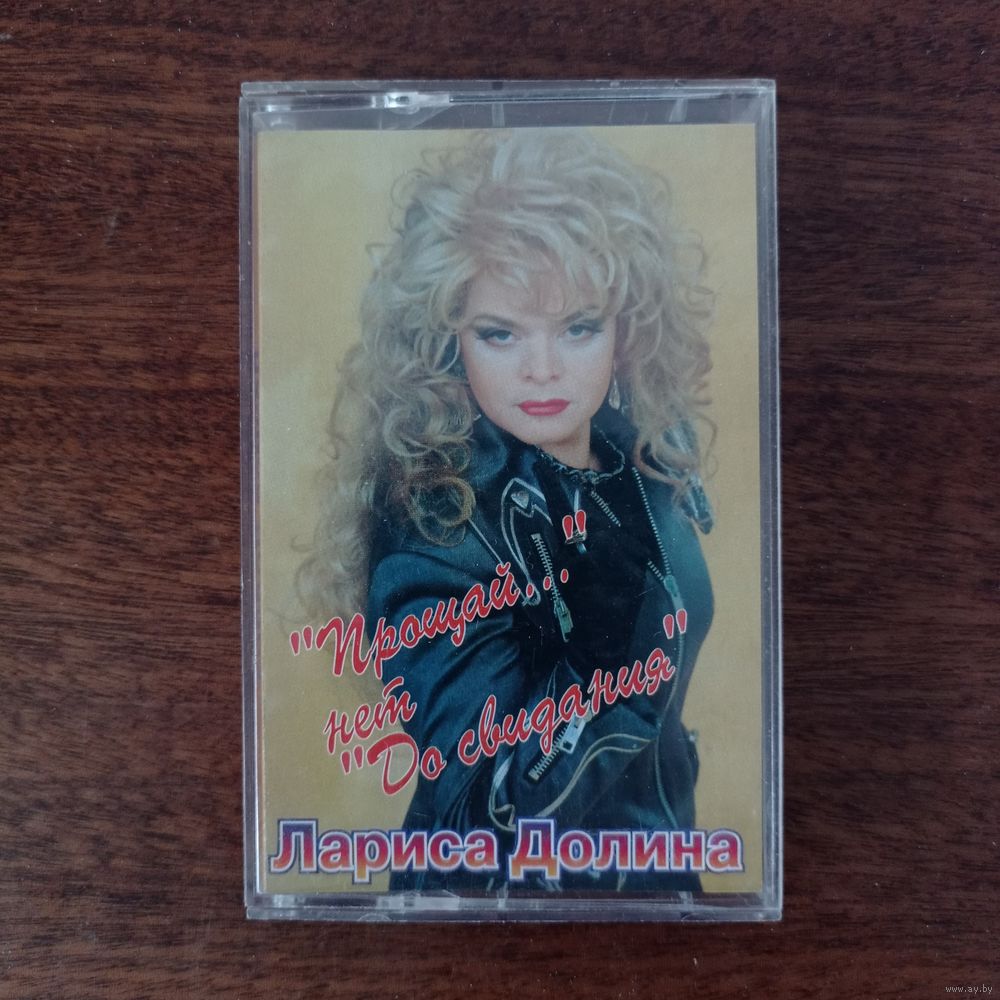 "Прощай..."
нет
"До свидания"
Лариса Долина
www.ay.by